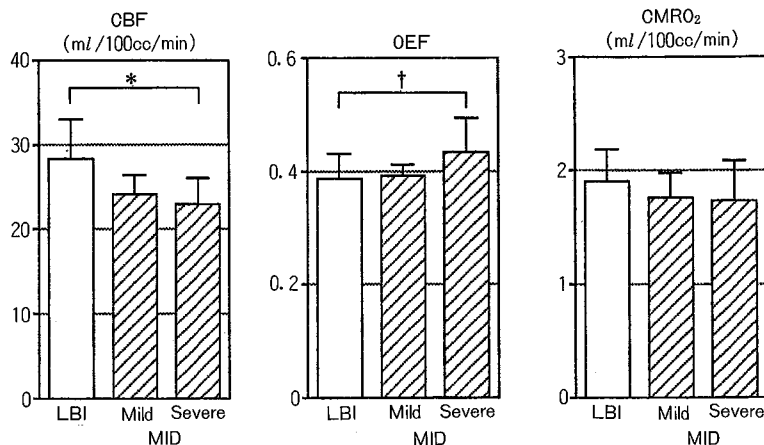 CBF
(ml/100cc/min)
40
30
20
10
0
*
LBI Mild Severe
MID
OEF
0.6
0.4
0.2
0
†
LBI Mild Severe
MID
CMRO₂
(ml/100cc/min)
3
2
1
0
LBI Mild Severe
MID